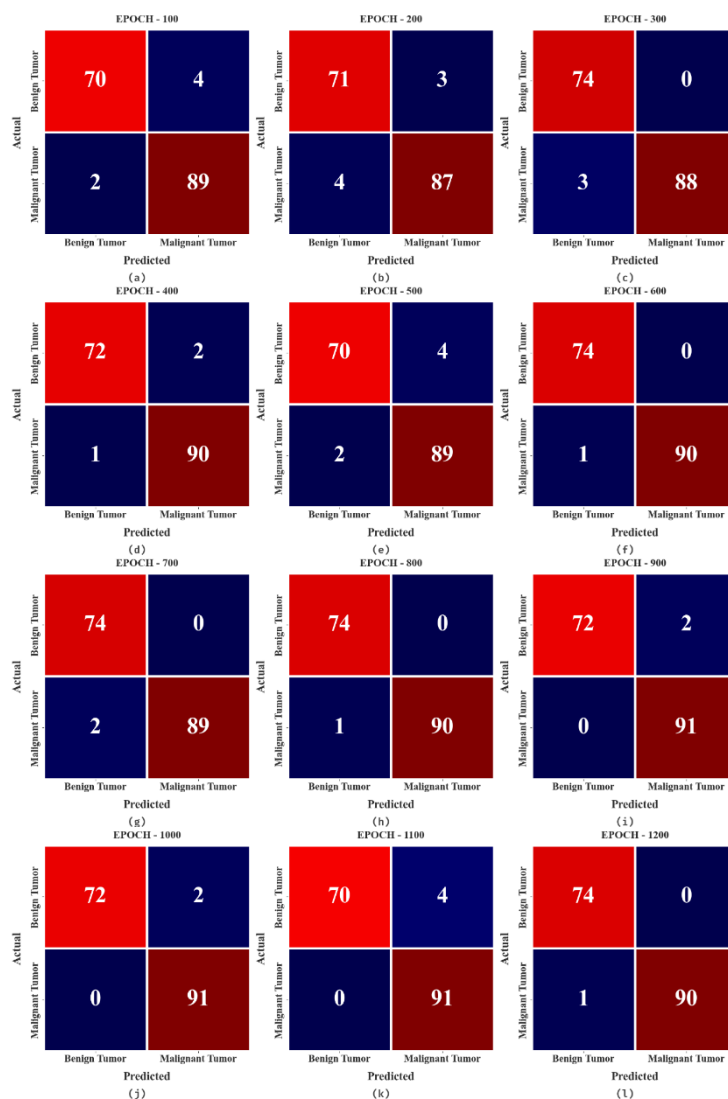 EPOCH - 100
EPOCH - 200
EPOCH - 300
Actual
Benign Tumor
Malignant Tumor
70 4
2 89
Benign Tumor Malignant Tumor
Predicted
(a)
Actual
Benign Tumor
Malignant Tumor
71 3
4 87
Benign Tumor Malignant Tumor
Predicted
(b)
Actual
Benign Tumor
Malignant Tumor
74 0
3 88
Benign Tumor Malignant Tumor
Predicted
(c)
EPOCH - 400
EPOCH - 500
EPOCH - 600
Actual
Benign Tumor
Malignant Tumor
72 2
1 90
Benign Tumor Malignant Tumor
Predicted
(d)
Actual
Benign Tumor
Malignant Tumor
70 4
2 89
Benign Tumor Malignant Tumor
Predicted
(e)
Actual
Benign Tumor
Malignant Tumor
74 0
1 90
Benign Tumor Malignant Tumor
Predicted
(f)
EPOCH - 700
EPOCH - 800
EPOCH - 900
Actual
Benign Tumor
Malignant Tumor
74 0
2 89
Benign Tumor Malignant Tumor
Predicted
(g)
Actual
Benign Tumor
Malignant Tumor
74 0
1 90
Benign Tumor Malignant Tumor
Predicted
(h)
Actual
Benign Tumor
Malignant Tumor
72 2
0 91
Benign Tumor Malignant Tumor
Predicted
(i)
EPOCH - 1000
EPOCH - 1100
EPOCH - 1200
Actual
Benign Tumor
Malignant Tumor
72 2
0 91
Benign Tumor Malignant Tumor
Predicted
(j)
Actual
Benign Tumor
Malignant Tumor
70 4
0 91
Benign Tumor Malignant Tumor
Predicted
(k)
Actual
Benign Tumor
Malignant Tumor
74 0
1 90
Benign Tumor Malignant Tumor
Predicted
(l)